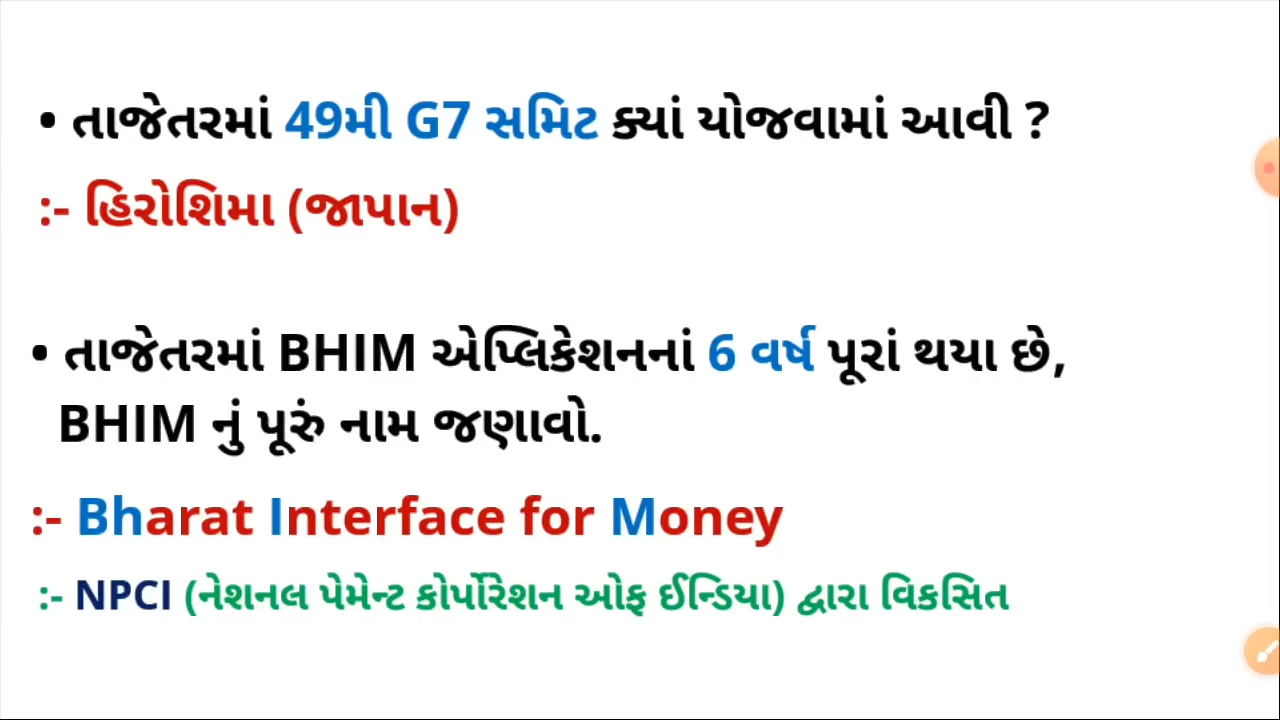 • તાજેતરમાં 49મી G7 સમિટ ક્યાં યોજવામાં આવી ?
:- હિરોશિમા (જાપાન)
• તાજેતરમાં BHIM એપ્લિકેશનનાં 6 વર્ષ પૂરાં થયા છે,
BHIM નું પૂરું નામ જણાવો.
:- Bharat Interface for Money
:- NPCI (નેશનલ પેમેન્ટ કોર્પોરેશન ઓફ ઈન્ડિયા) દ્વારા વિકસિત